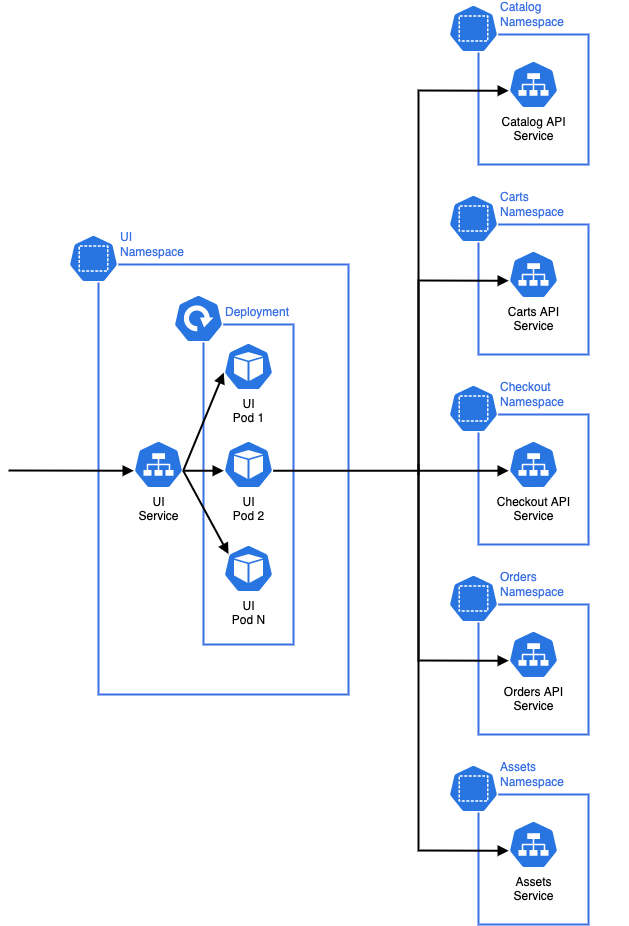 Catalog
Namespace
Catalog API
Service
Carts
Namespace
Carts API
Service
UI
Namespace
Deployment
UI
Pod 1
UI
Service
UI
Pod 2
UI
Pod N
Checkout
Namespace
Checkout API
Service
Orders
Namespace
Orders API
Service
Assets
Namespace
Assets
Service